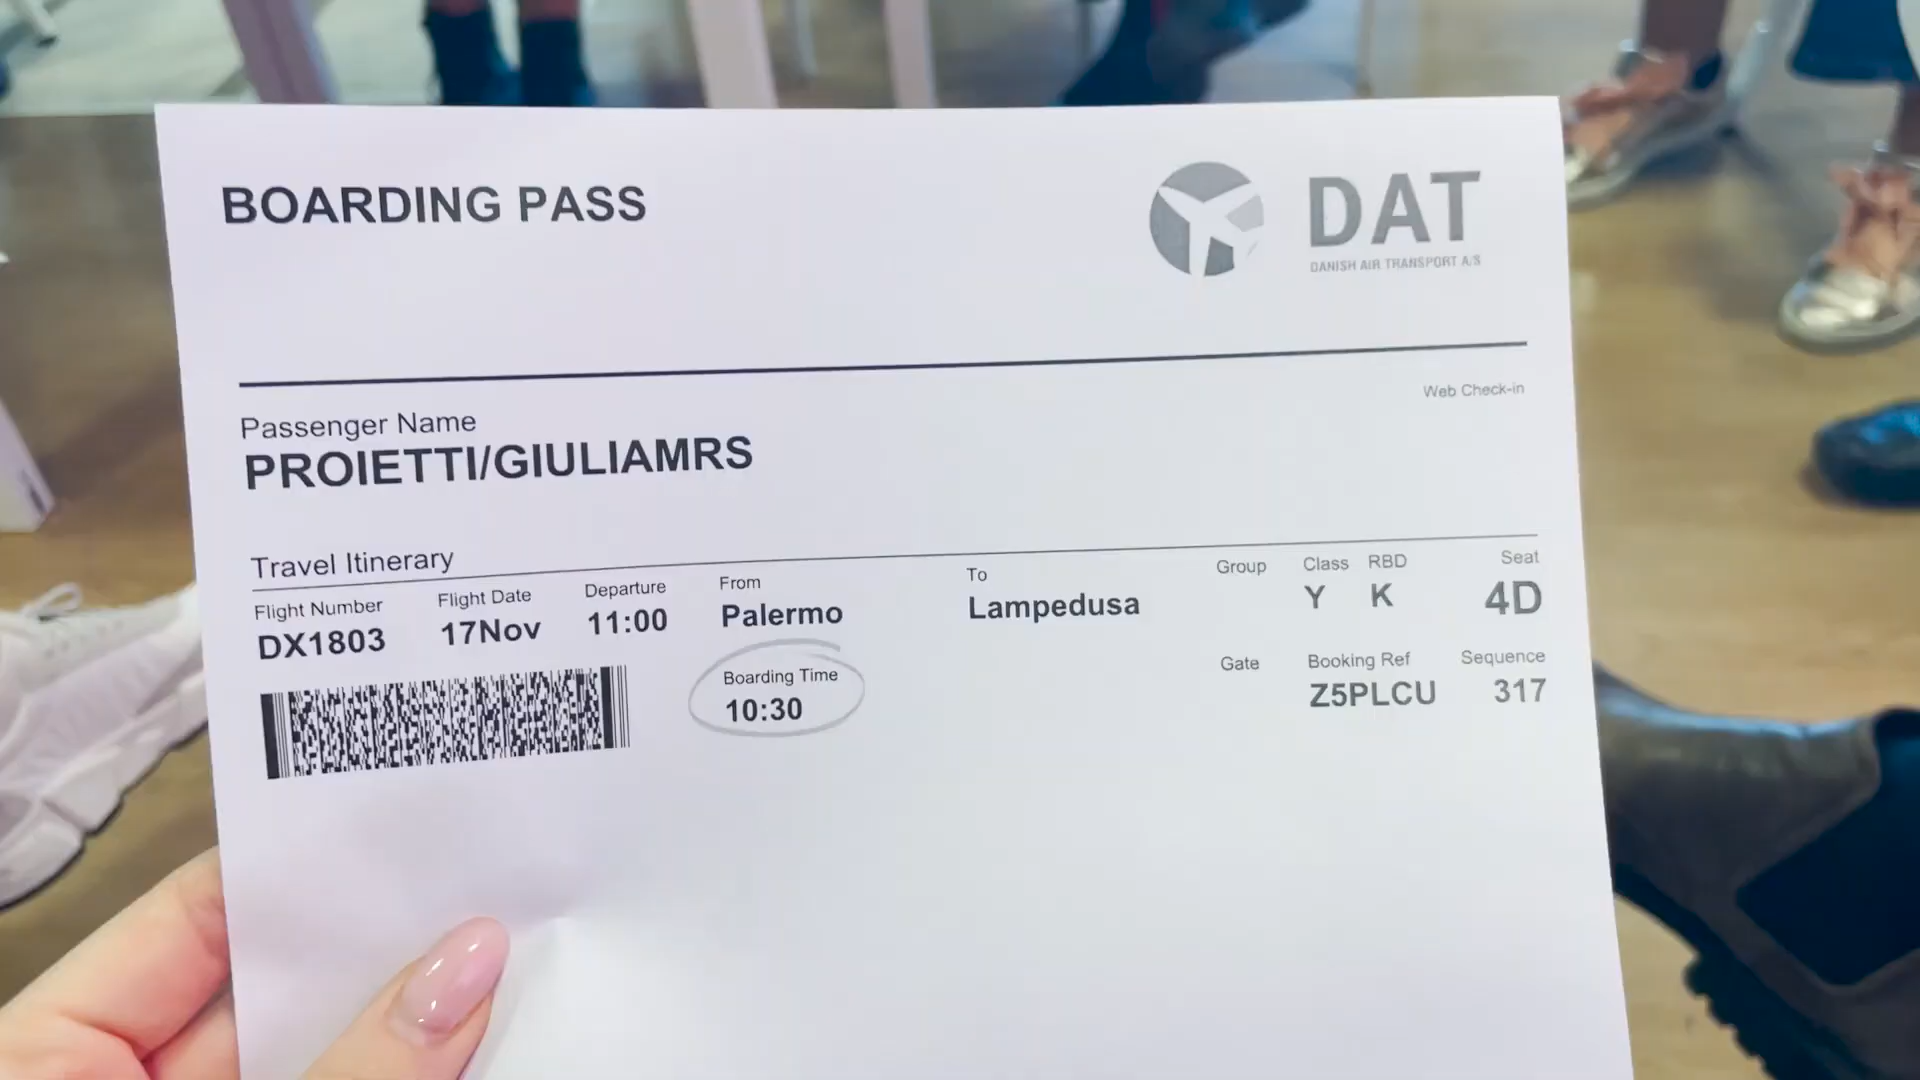 BOARDING PASS
DAT
DANISH AIR TRANSPORT A/S
Web Check-in
Passenger Name
PROIETTI/GIULIAMRS
Travel Itinerary
Flight Number Flight Date Departure From To Group Class RBD Seat
DX1803 17Nov 11:00 Palermo Lampedusa Y K 4D
Boarding Time Gate Booking Ref Sequence
10:30 Z5PLCU 317